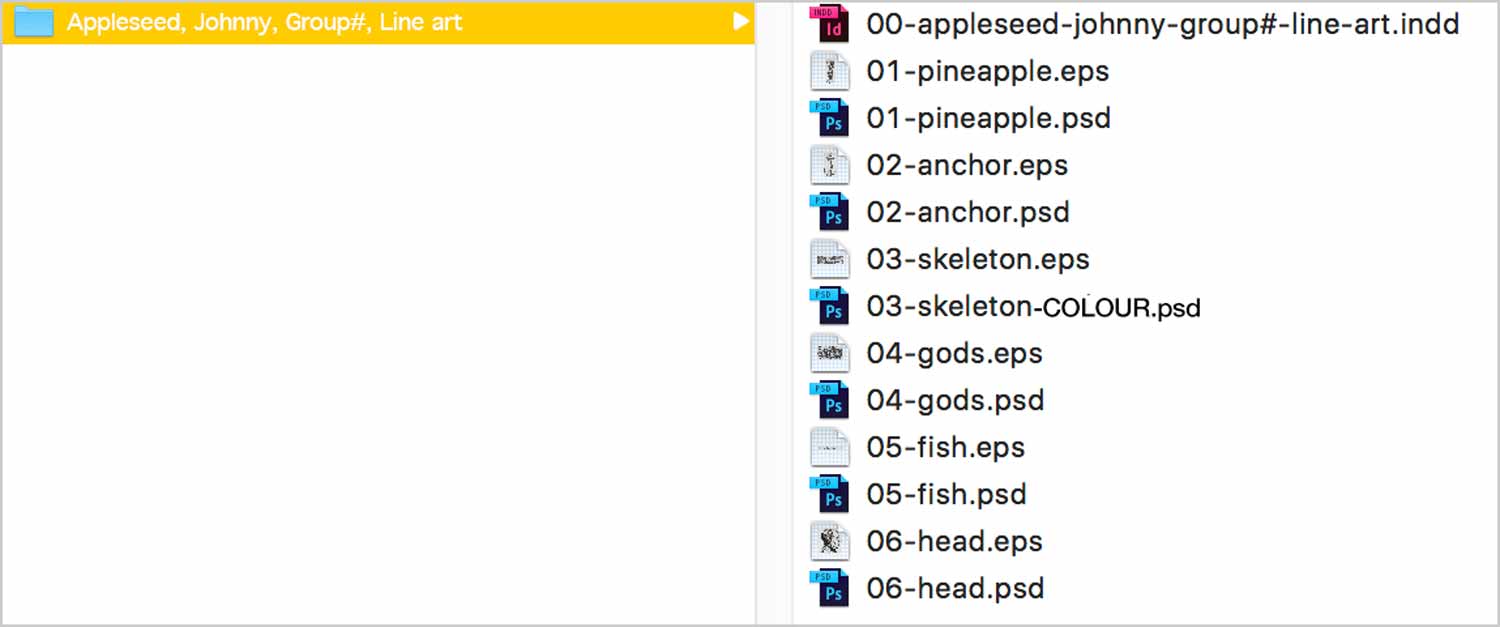 Appleseed, Johnny, Group#, Line art
INDD
Id
00-appleseed-johnny-group#-line-art.indd
01-pineapple.eps
PSD
Ps
01-pineapple.psd
02-anchor.eps
PSD
Ps
02-anchor.psd
03-skeleton.eps
PSD
Ps
03-skeleton-COLOUR.psd
04-gods.eps
PSD
Ps
04-gods.psd
05-fish.eps
PSD
Ps
05-fish.psd
06-head.eps
PSD
Ps
06-head.psd